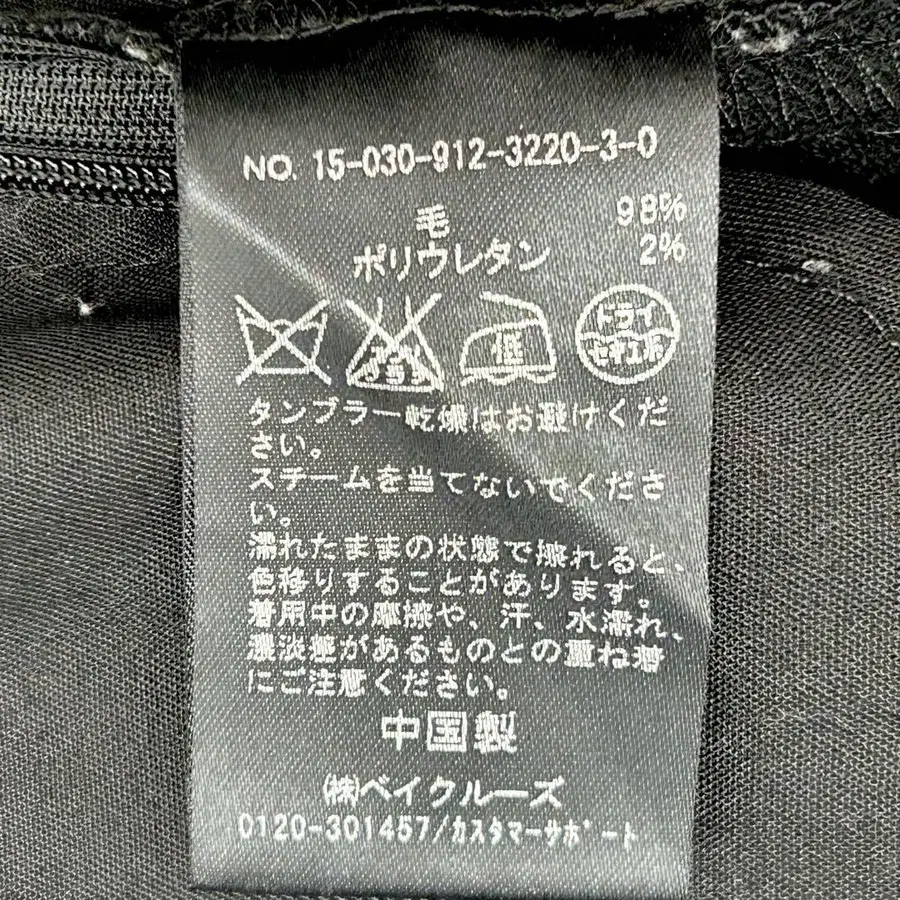 NO. 15-030-912-3220-3-0
毛 98%
ポリウレタン 2%
低 ドライ
セキユ系
タンブラー乾燥はお避けくだ
さい。
スチームを当てないでくださ
い。
濡れたままの状態で擦れると、
色移りすることがあります。
着用中の摩擦や、汗、水濡れ、
濃淡差があるものとの重ね着
にご注意ください。
中国製
㈱ベイクルーズ
0120-301457/カスタマーサポート